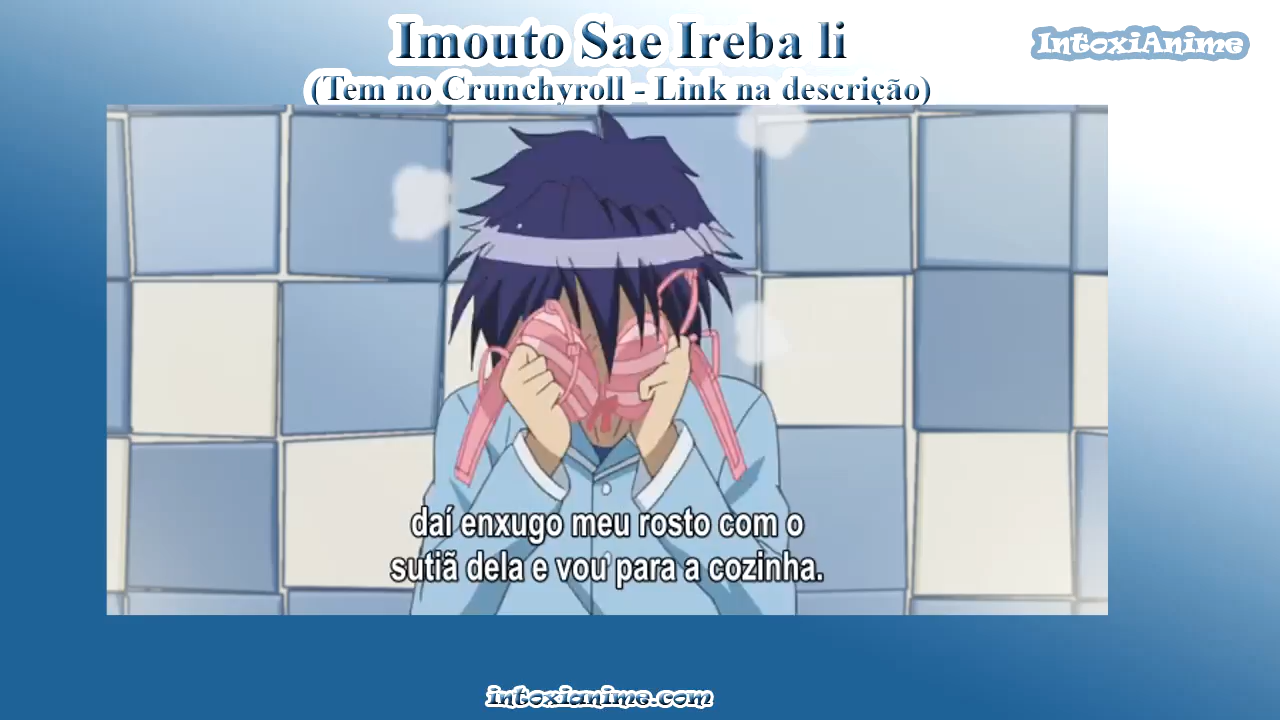 Imouto Sae Ireba li
IntoxiAnime
(Tem no Crunchyroll - Link na descrição)
daí enxugo meu rosto com o
sutiã dela e vou para a cozinha.
intoxianime.com